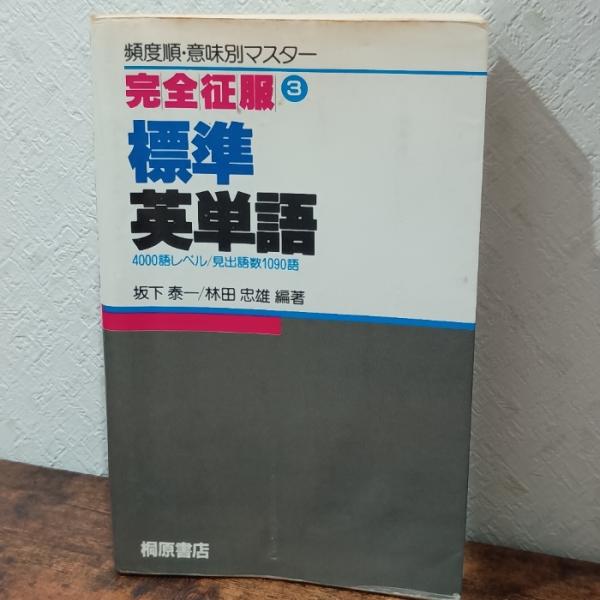 頻度順・意味別マスター
完全征服3
標準
英単語
4000語レベル/見出語数1090語
坂下 泰一/林田 忠雄 編著
桐原書店